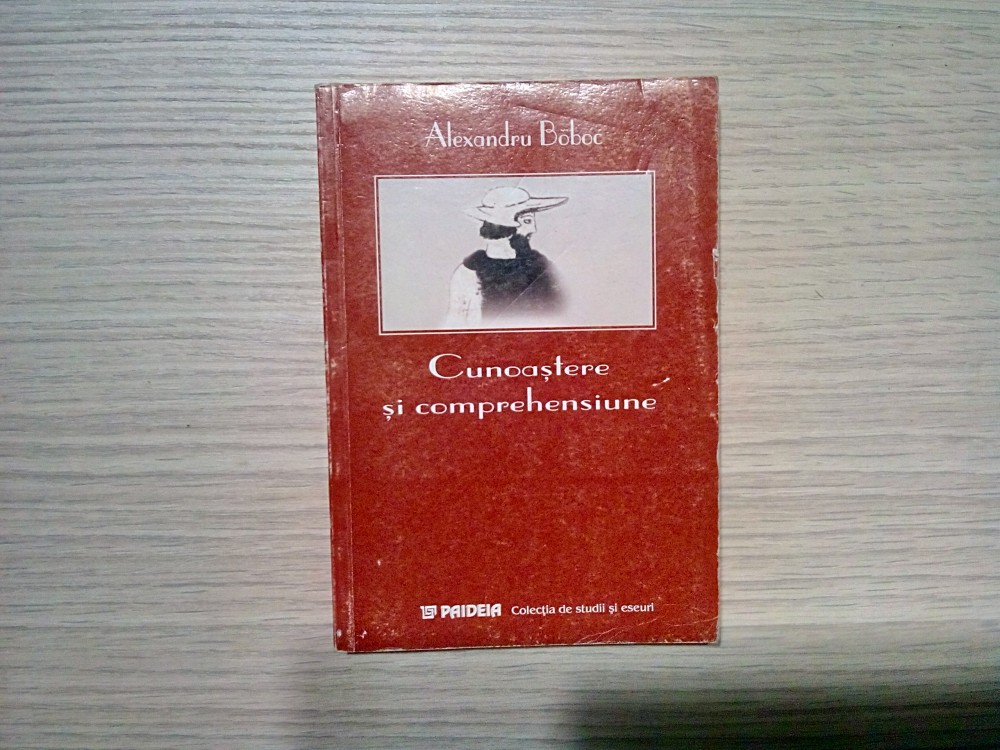 Alexandru Boboc
Cunoaștere
și comprehensiune
PAIDEIA Colecția de studii și eseuri